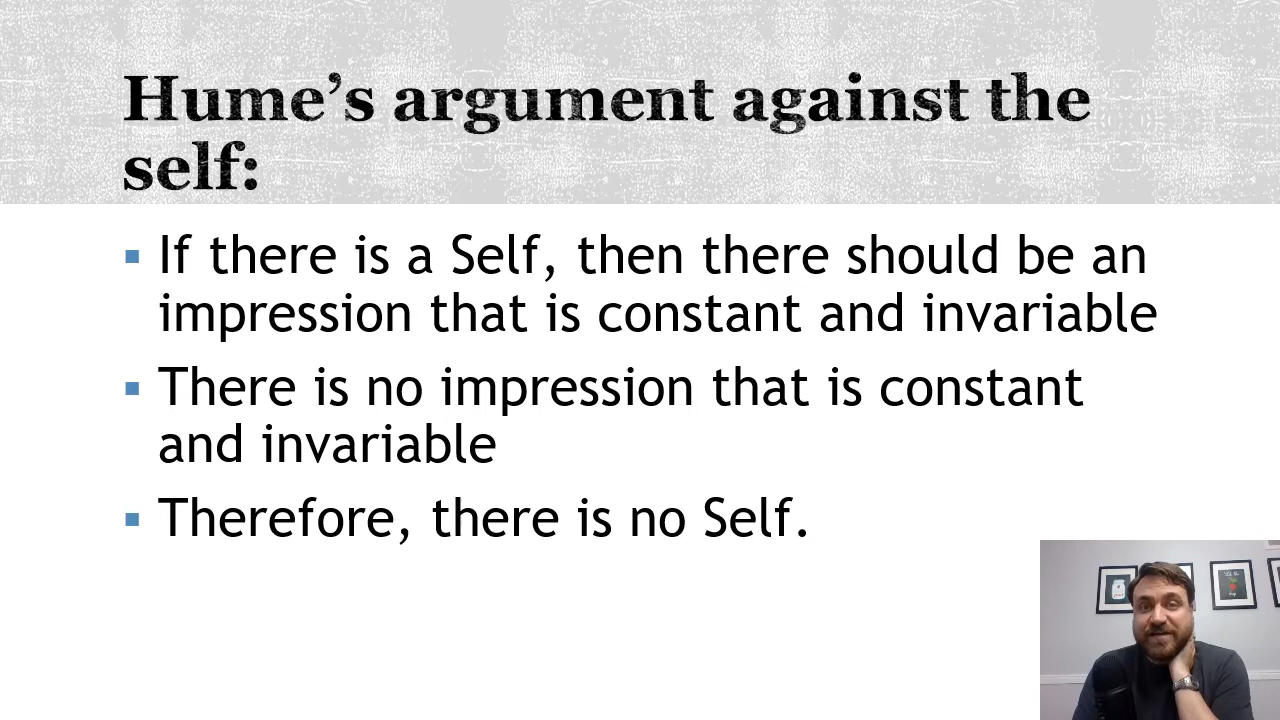 Hume’s argument against the
self:
▪ If there is a Self, then there should be an
impression that is constant and invariable
▪ There is no impression that is constant
and invariable
▪ Therefore, there is no Self.